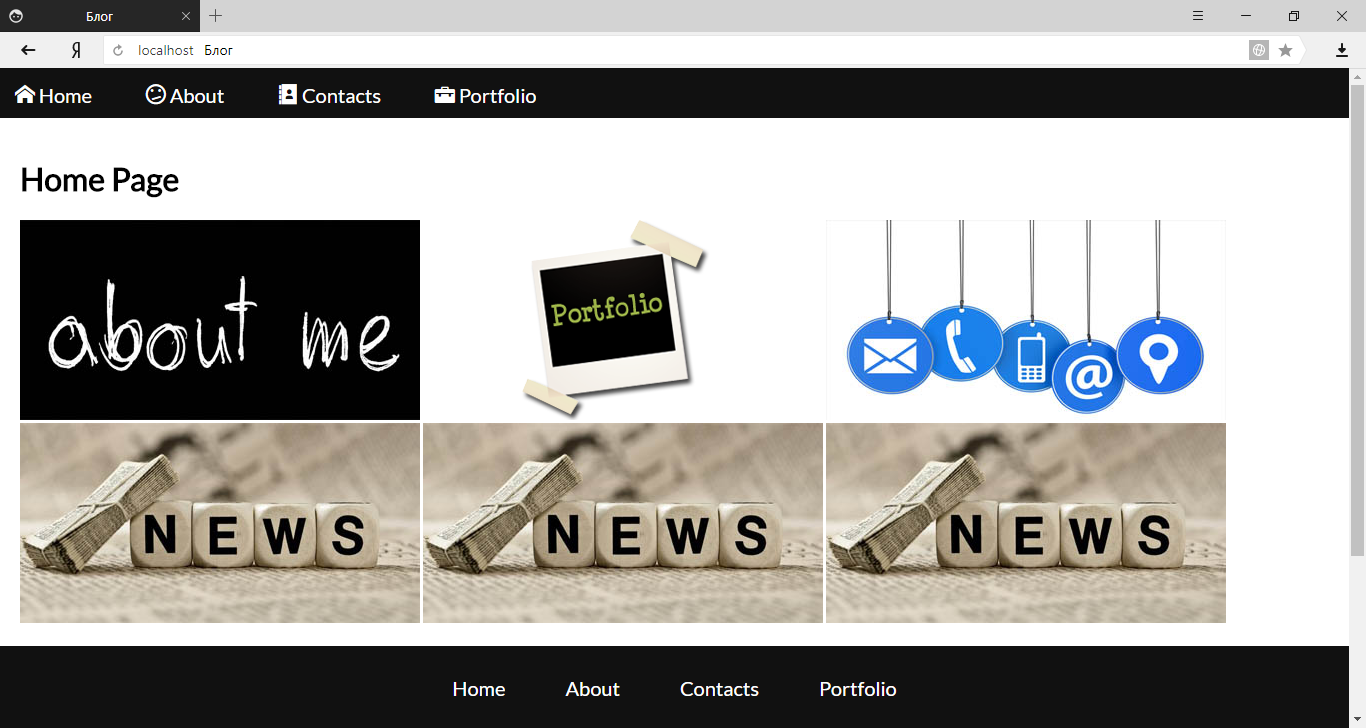 Блог
Я localhost Блог
Home About Contacts Portfolio
Home Page
about me
Portfolio
@
NEWS NEWS NEWS
Home About Contacts Portfolio